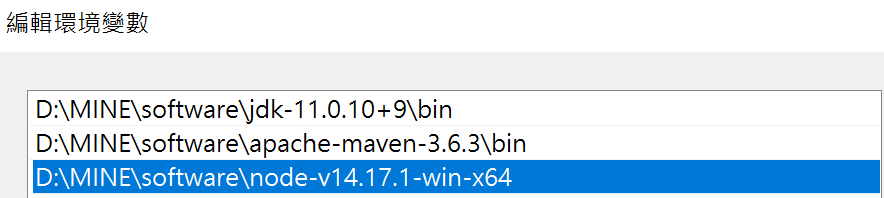 編輯環境變數
D:\MINE\software\jdk-11.0.10+9\bin
D:\MINE\software\apache-maven-3.6.3\bin
D:\MINE\software\node-v14.17.1-win-x64